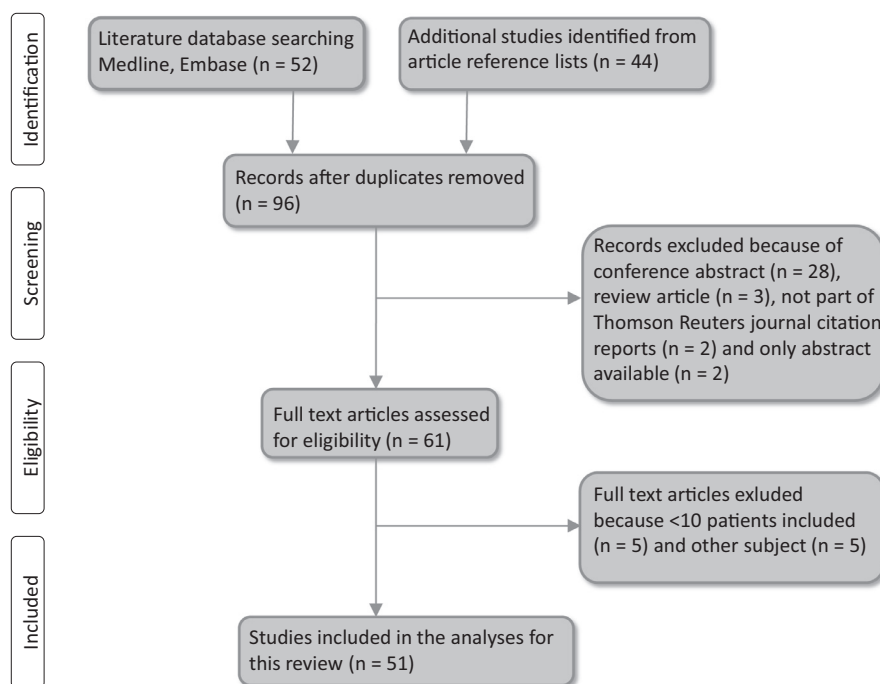 Identification
Literature database searching
Medline, Embase (n = 52)
Additional studies identified from
article reference lists (n = 44)
Records after duplicates removed
(n = 96)
Screening
Records excluded because of
conference abstract (n = 28),
review article (n = 3), not part of
Thomson Reuters journal citation
reports (n = 2) and only abstract
available (n = 2)
Eligibility
Full text articles assessed
for eligibility (n = 61)
Full text articles exluded
because <10 patients included
(n = 5) and other subject (n = 5)
Included
Studies included in the analyses for
this review (n = 51)